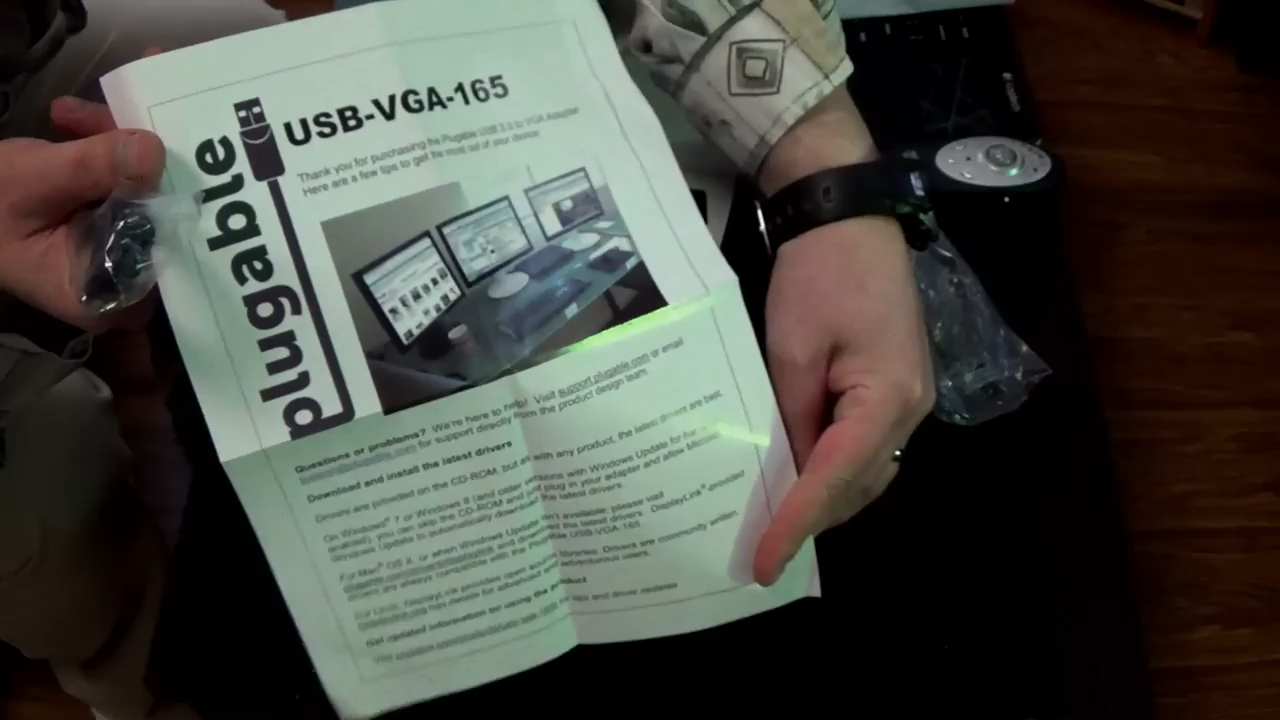 plugable
USB-VGA-165
Thank you for purchasing the Plugable USB 2.0 to VGA Adapter
Here are a few tips to get the most out of your device
Questions or problems? We're here to help! Visit support.plugable.com or email
for support directly from the product design team.
Download and install the latest drivers
Drivers are provided on the CD-ROM, but as with any product, the latest drivers are best.
On Windows® 7 or Windows 8 (and older versions with Windows Update
enabled), you can skip the CD-ROM and just plug in your adapter and allow
Windows Update to automatically download the latest drivers.
For Mac® OS X, or when Windows Update isn't available, please visit
and download the latest drivers. DisplayLink®-provided
drivers are always compatible with the Plugable USB-VGA-165.
For Linux, DisplayLink provides open source libraries. Drivers are community written,
has details for advanced and adventurous users.
Get updated information on using the product
Visit for tips and driver updates